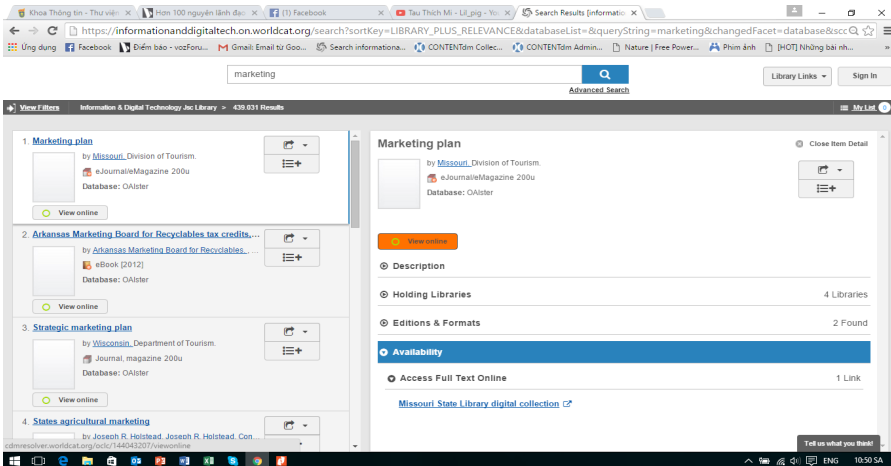 Khoa Thông tin - Thư viện
Hơn 100 nguyên lãnh đạo
(1) Facebook
Tau Thích Mi - Lil_pig - You
Search Results [informatio
https://informationanddigitaltech.on.worldcat.org/search?sortKey=LIBRARY_PLUS_RELEVANCE&databaseList=&queryString=marketing&changedFacet=database&scc
Ứng dụng
Facebook
Điểm báo - vozForu...
Gmail: Email từ Goo...
Search informationa...
CONTENTdm Collec...
CONTENTdm Admin...
Nature | Free Power...
Phim ảnh
[HOT] Những bài nh...
»
marketing
Advanced Search
Library Links
Sign In
View Filters
Information & Digital Technology Jsc Library > 439.031 Results
My List 0
1. Marketing plan
by Missouri. Division of Tourism.
eJournal/eMagazine 200u
Database: OAIster
View online
2. Arkansas Marketing Board for Recyclables tax credits,...
by Arkansas Marketing Board for Recyclables. , ...
eBook [2012]
Database: OAIster
View online
3. Strategic marketing plan
by Wisconsin. Department of Tourism.
Journal, magazine 200u
Database: OAIster
View online
4. States agricultural marketing
by Joseph R. Holstead, Joseph R. Holstead, Con...
cdmresolver.worldcat.org/oclc/144043207/viewonline
Marketing plan
Close Item Detail
by Missouri. Division of Tourism.
eJournal/eMagazine 200u
Database: OAIster
View online
Description
Holding Libraries
4 Libraries
Editions & Formats
2 Found
Availability
Access Full Text Online
1 Link
Missouri State Library digital collection
Tell us what you think!
ENG
10:50 SA